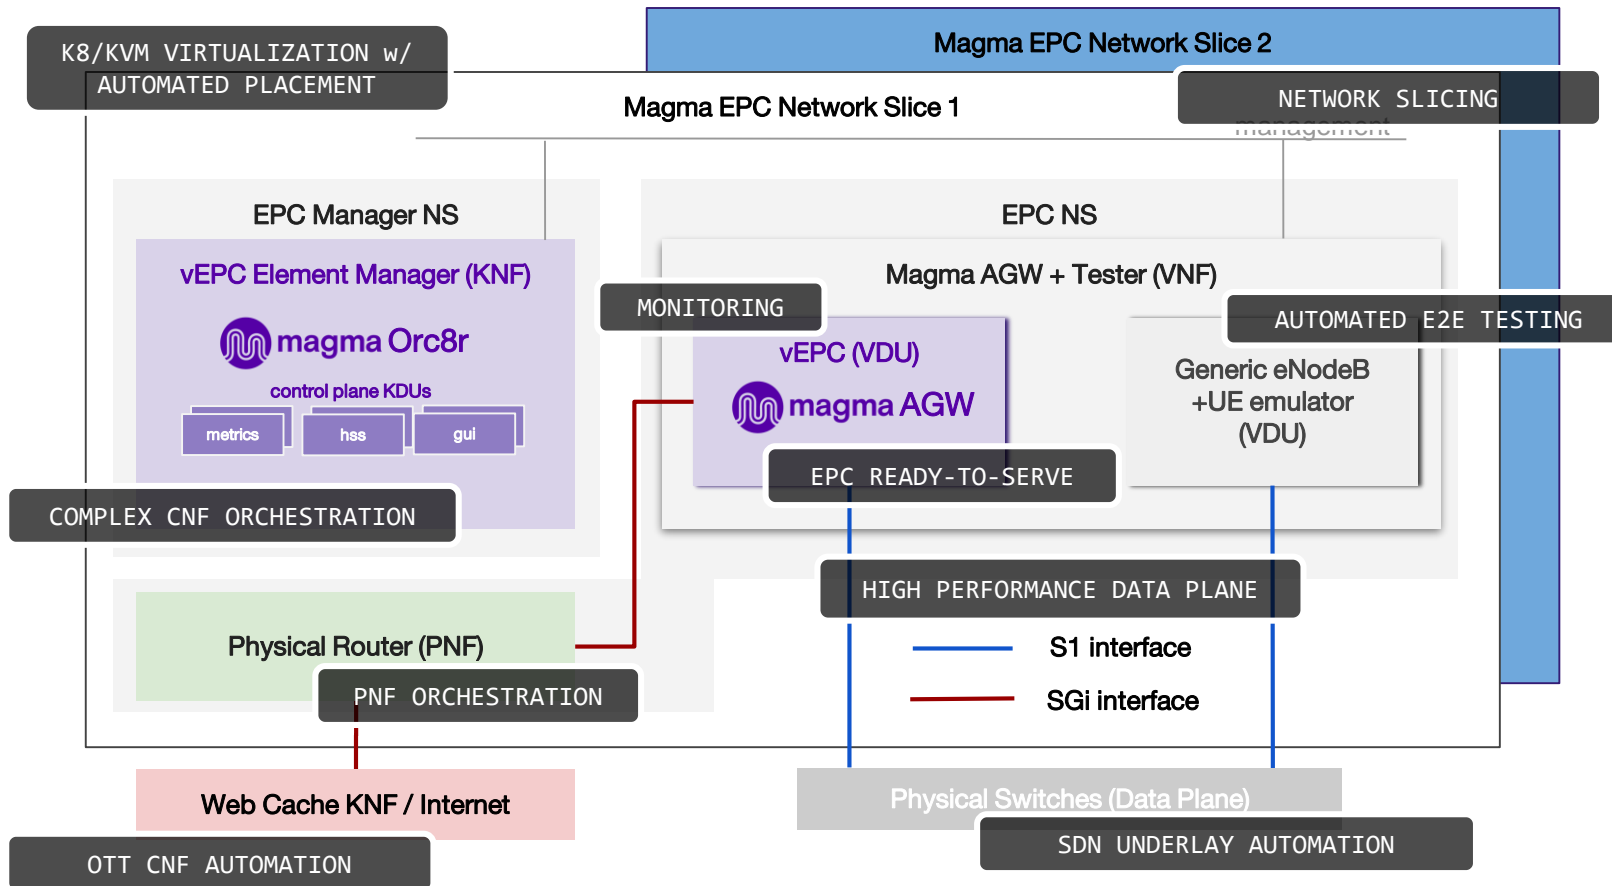 Magma EPC Network Slice 2
K8/KVM VIRTUALIZATION w/
AUTOMATED PLACEMENT
Magma EPC Network Slice 1
NETWORK SLICING
management
EPC Manager NS
EPC NS
vEPC Element Manager (KNF)
Magma AGW + Tester (VNF)
MONITORING
AUTOMATED E2E TESTING
magma Orc8r
vEPC (VDU)
magma AGW
Generic eNodeB
+UE emulator
(VDU)
control plane KDUs
metrics
hss
gui
EPC READY-TO-SERVE
COMPLEX CNF ORCHESTRATION
HIGH PERFORMANCE DATA PLANE
Physical Router (PNF)
S1 interface
PNF ORCHESTRATION
SGi interface
Web Cache KNF / Internet
Physical Switches (Data Plane)
SDN UNDERLAY AUTOMATION
OTT CNF AUTOMATION